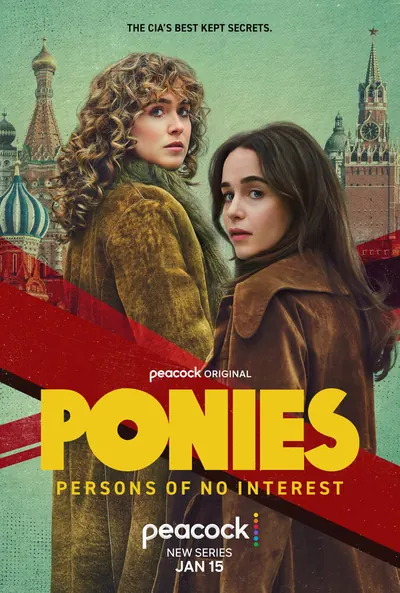 THE CIA'S BEST KEPT SECRETS.
peacock ORIGINAL
PONIES
PERSONS OF NO INTEREST
peacock
NEW SERIES
JAN 15